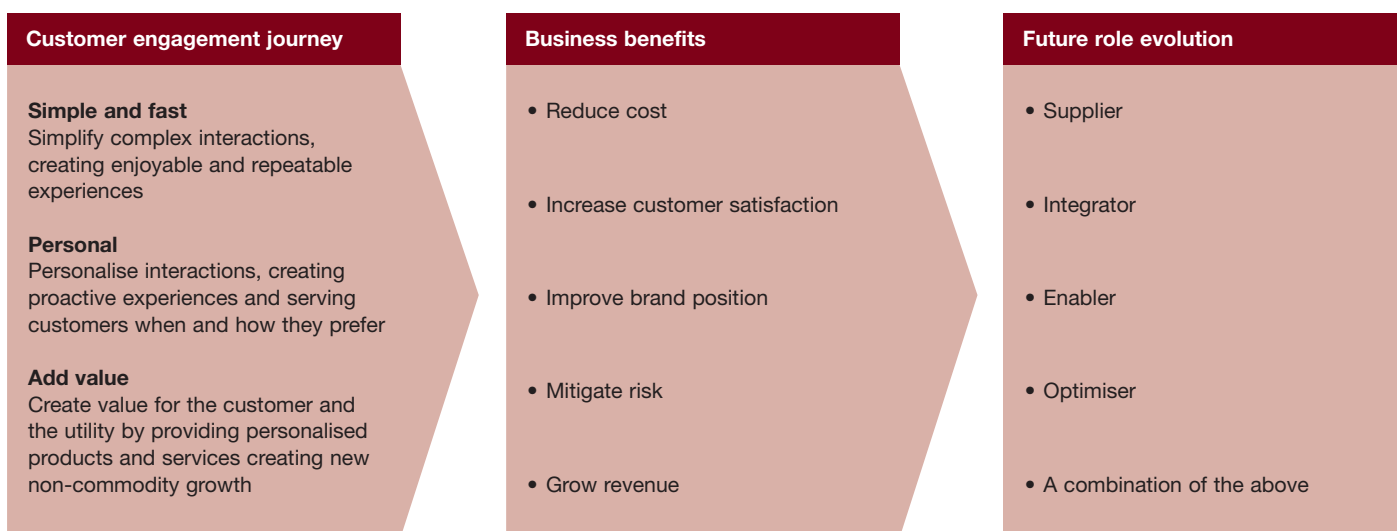 Customer engagement journey
Simple and fast
Simplify complex interactions,
creating enjoyable and repeatable
experiences
Personal
Personalise interactions, creating
proactive experiences and serving
customers when and how they prefer
Add value
Create value for the customer and
the utility by providing personalised
products and services creating new
non-commodity growth
Business benefits
• Reduce cost
• Increase customer satisfaction
• Improve brand position
• Mitigate risk
• Grow revenue
Future role evolution
• Supplier
• Integrator
• Enabler
• Optimiser
• A combination of the above